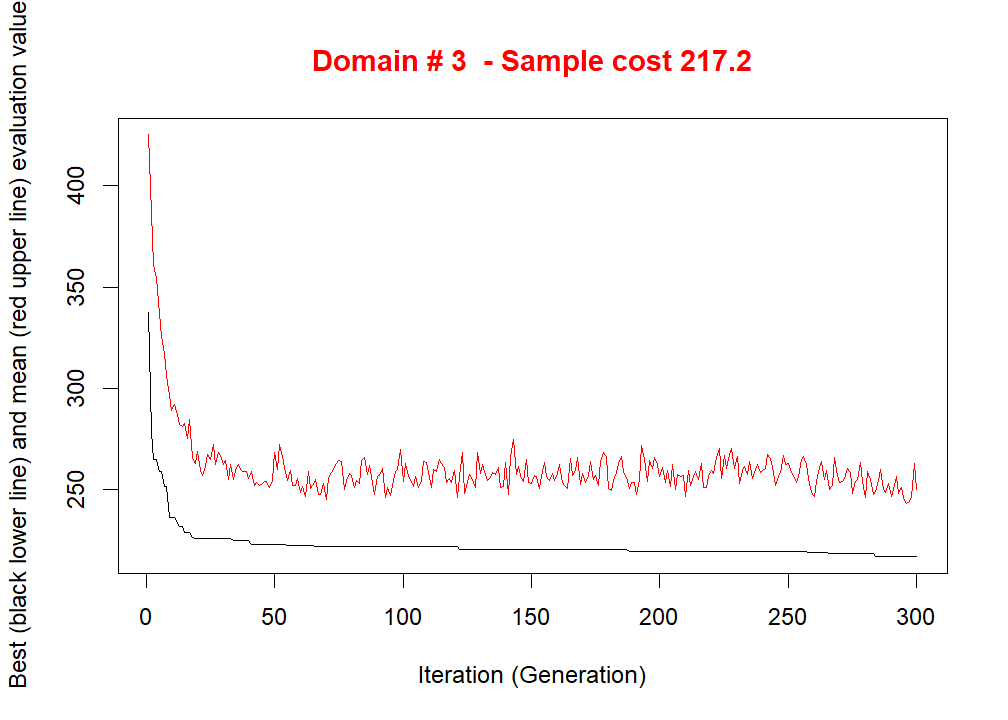 Domain # 3  - Sample cost 217.2
Best (black lower line) and mean (red upper line) evaluation value
400
350
300
250
0 50 100 150 200 250 300
Iteration (Generation)